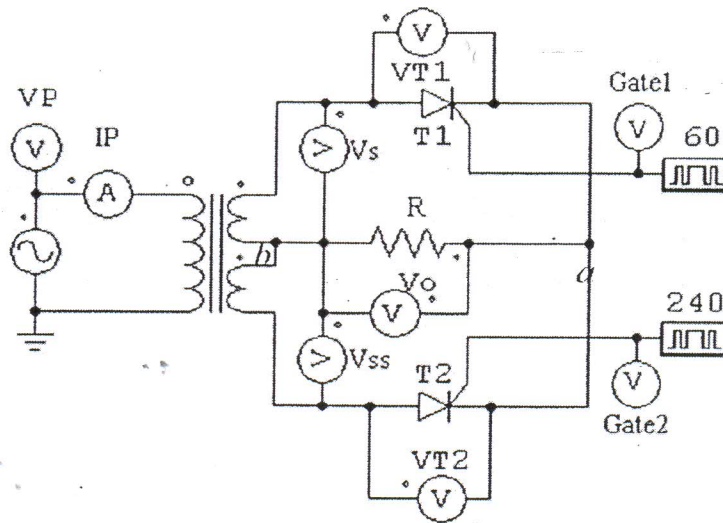 V
VT1
Gate1
VP
IP
T1
V
60
V
V
Vs
A
R
b
a
Vo
V
240
V
Vss
T2
V
Gate2
VT2
V